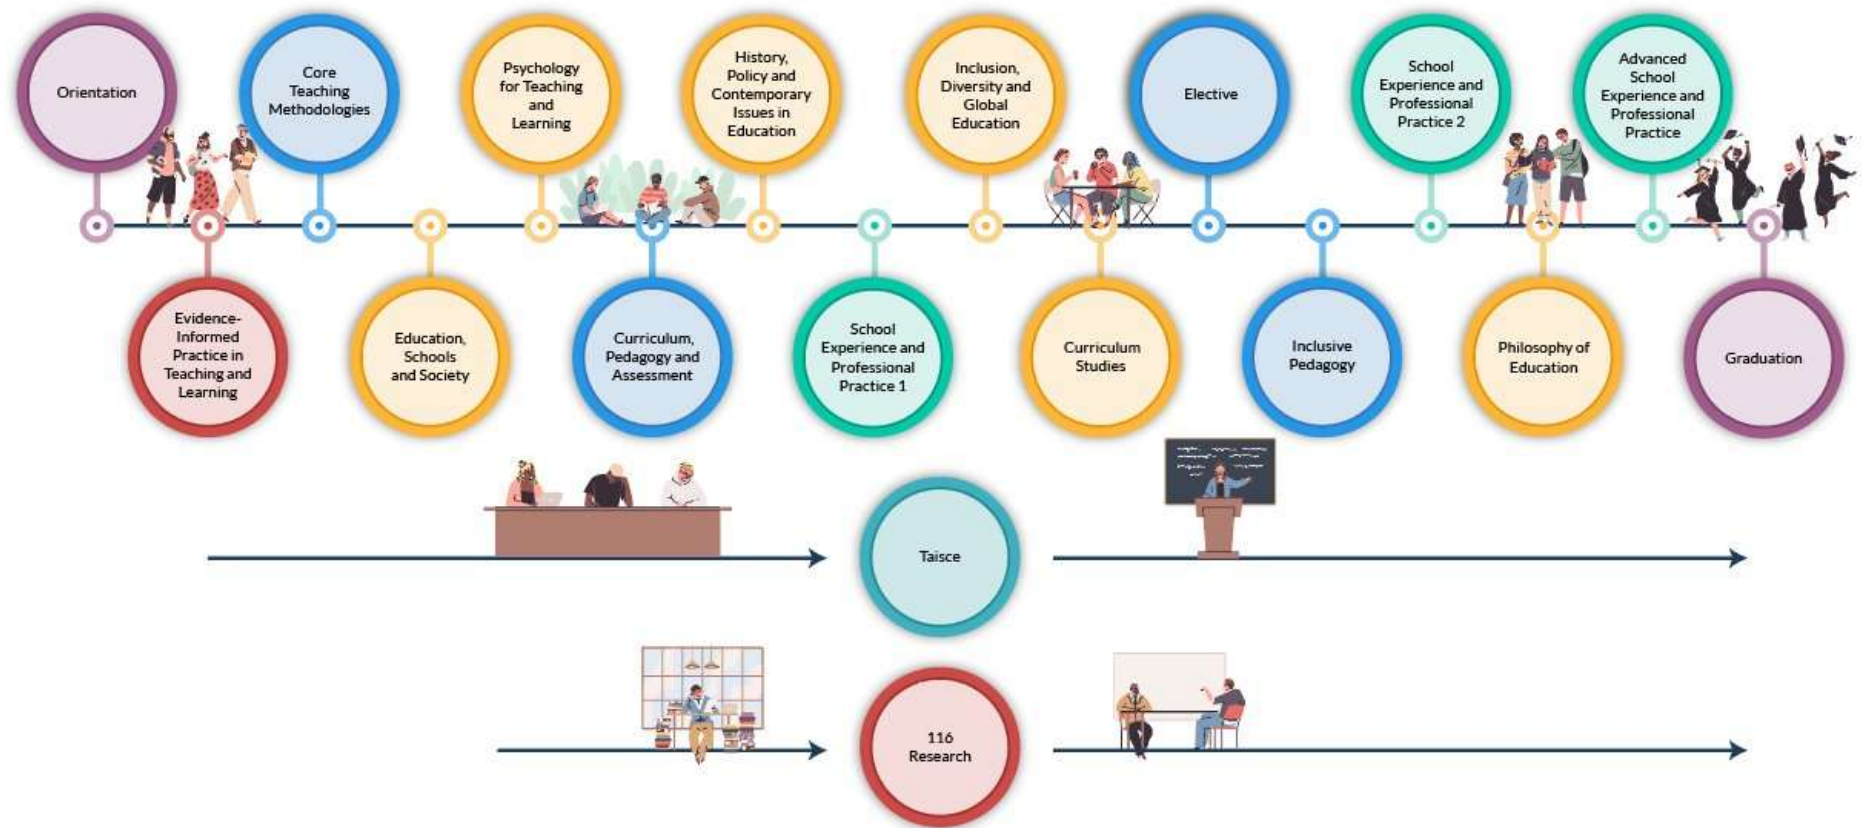 Orientation
Core
Teaching
Methodologies
Psychology
for Teaching
and
Learning
History,
Policy and
Contemporary
Issues in
Education
Inclusion,
Diversity and
Global
Education
Elective
School
Experience and
Professional
Practice 2
Advanced
School
Experience and
Professional
Practice
Evidence-
Informed
Practice in
Teaching and
Learning
Education,
Schools
and Society
Curriculum,
Pedagogy and
Assessment
School
Experience and
Professional
Practice 1
Curriculum
Studies
Inclusive
Pedagogy
Philosophy of
Education
Graduation
Taisce
116
Research